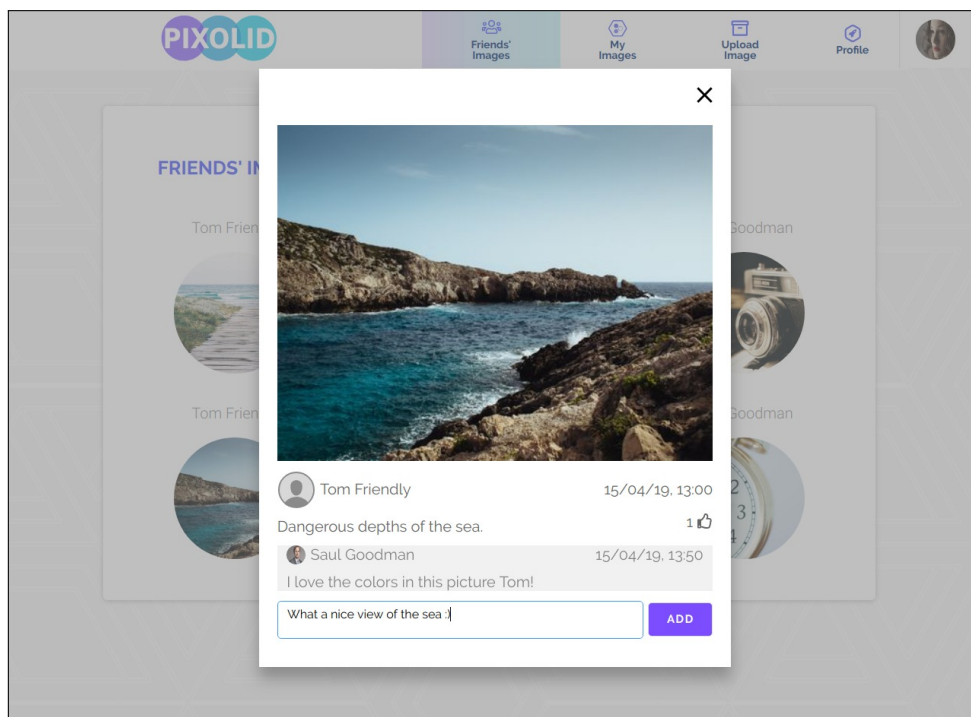 PIXOLID
Friends'
Images
My
Images
Upload
Image
Profile
FRIENDS'
Tom Frien
Goodman
Tom Frien
Goodman
2
3
Tom Friendly
15/04/19, 13:00
Dangerous depths of the sea.
1
Saul Goodman
15/04/19, 13:50
I love the colors in this picture Tom!
What a nice view of the sea :)
ADD